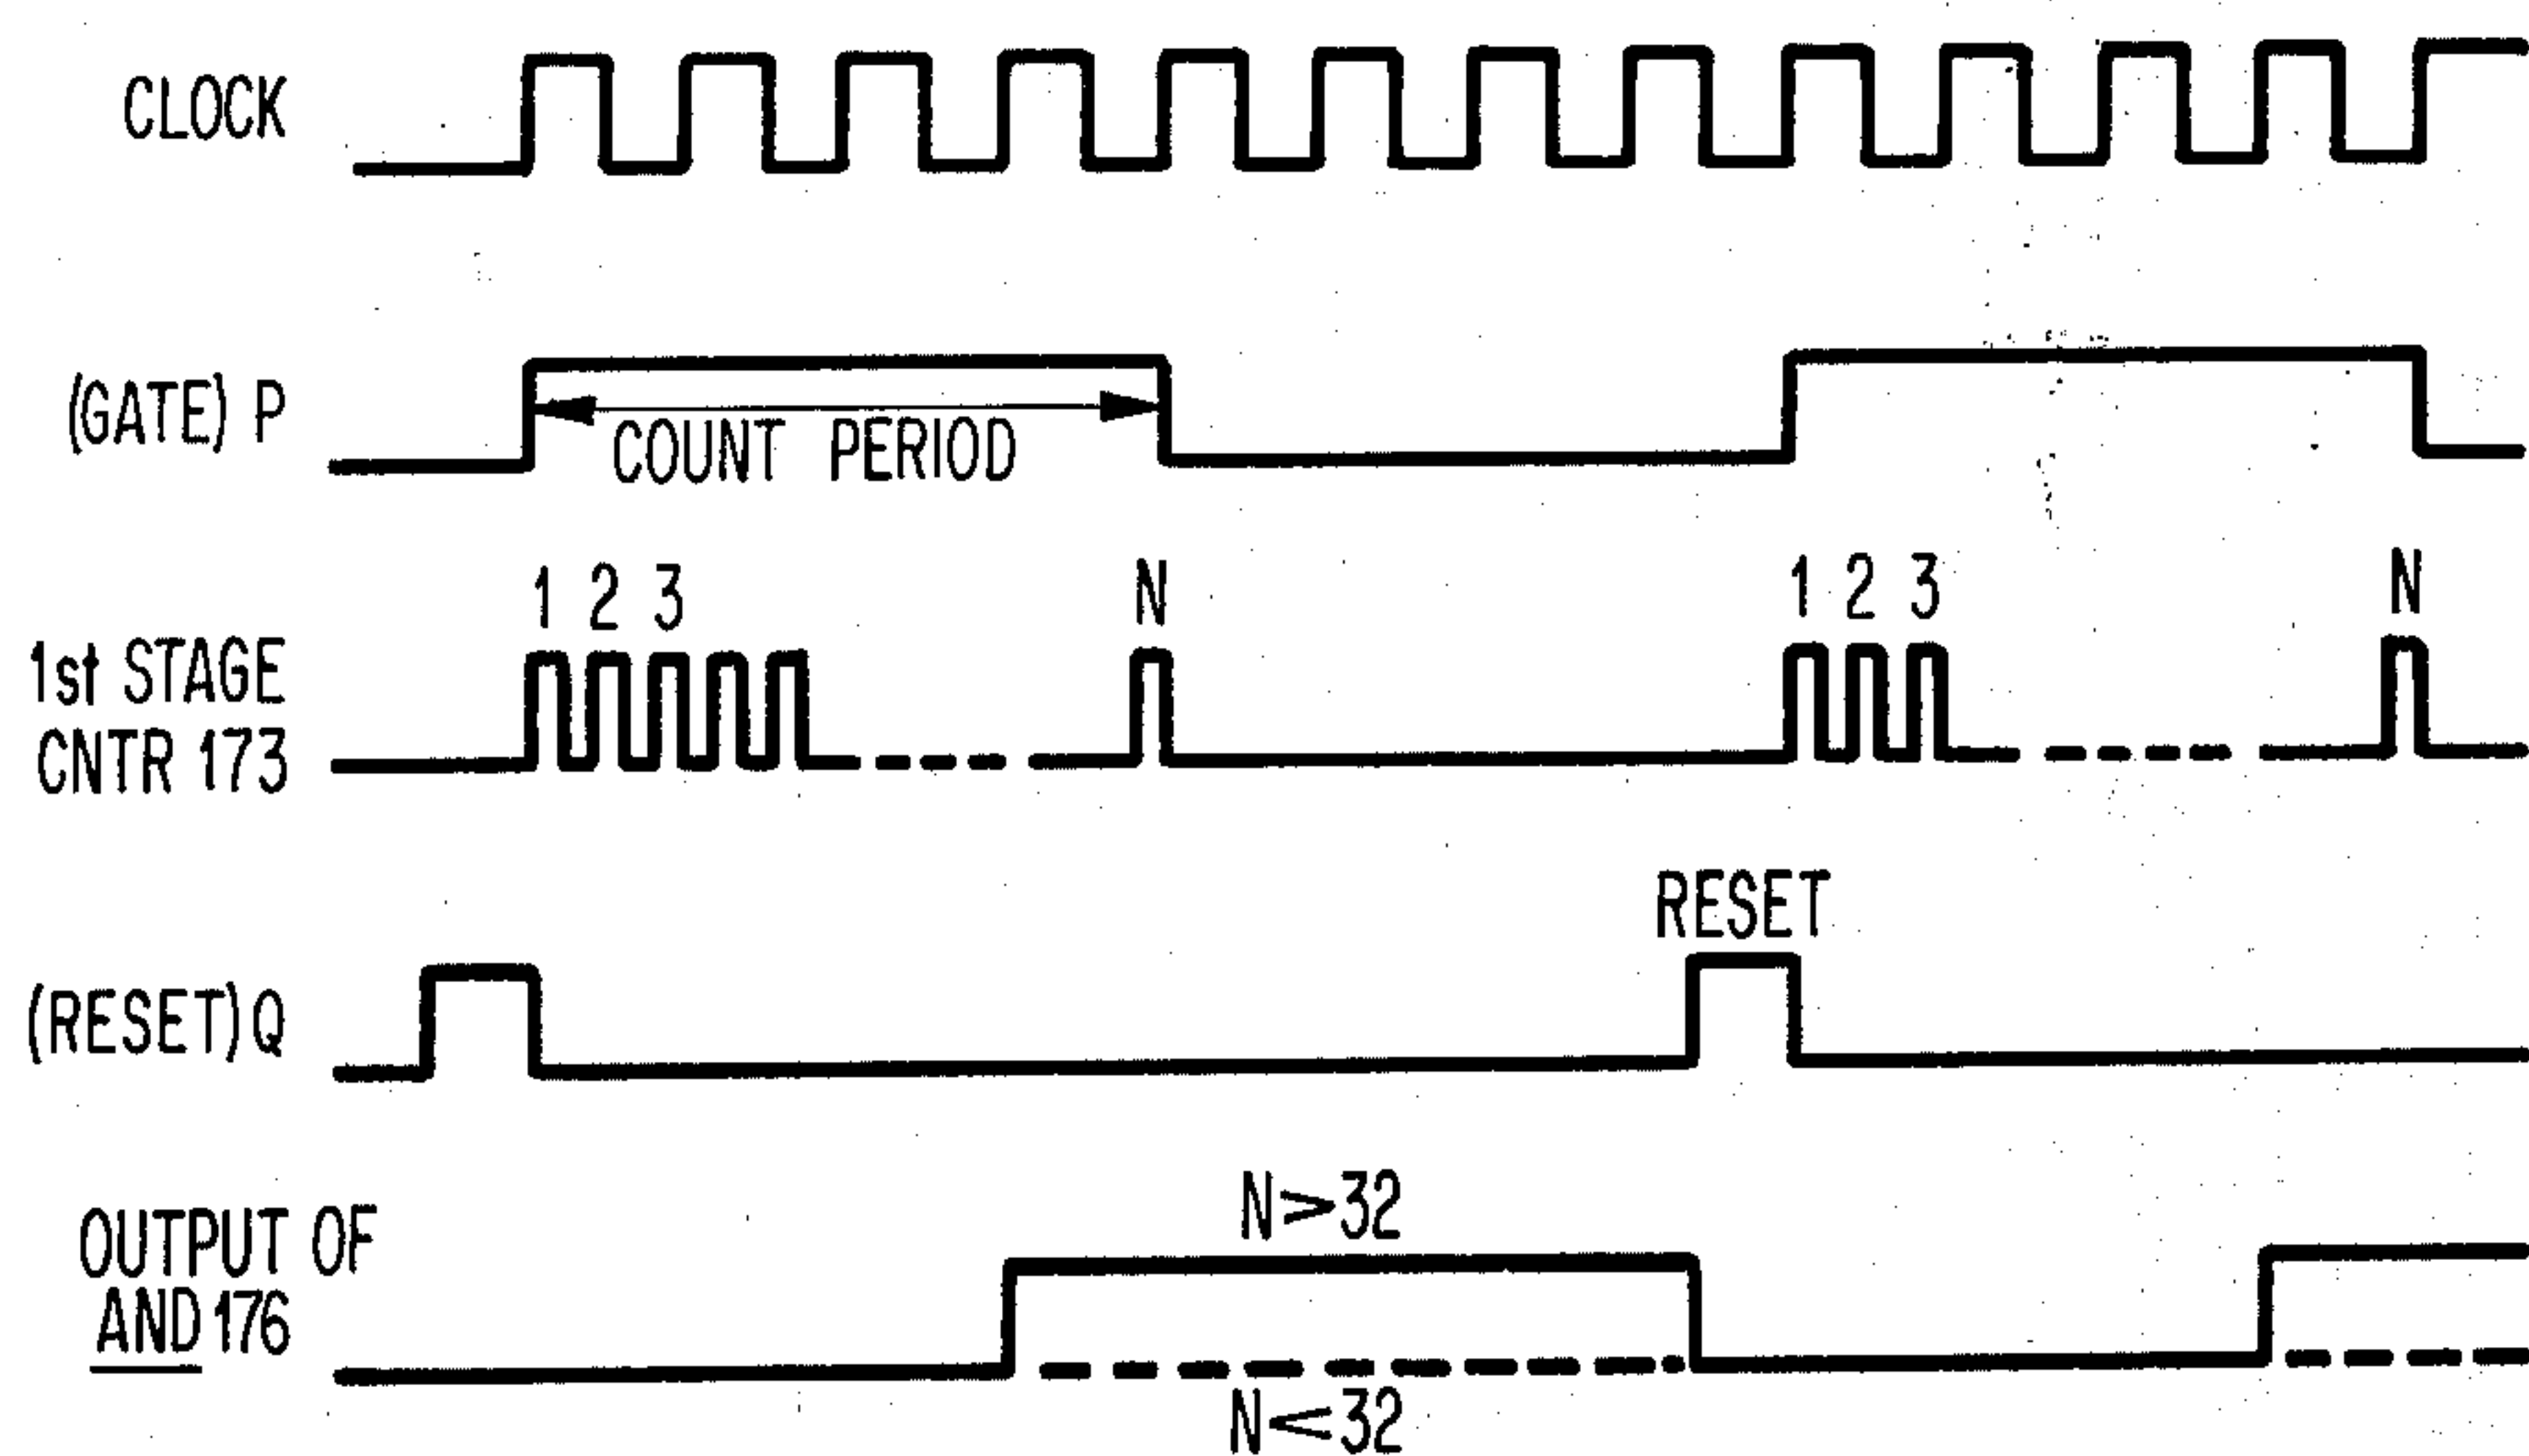 CLOCK
(GATE) P
COUNT PERIOD
1 2 3 N 1 2 3 N
1st STAGE
CNTR 173
RESET
(RESET) Q
N>32
OUTPUT OF
AND 176
N<32